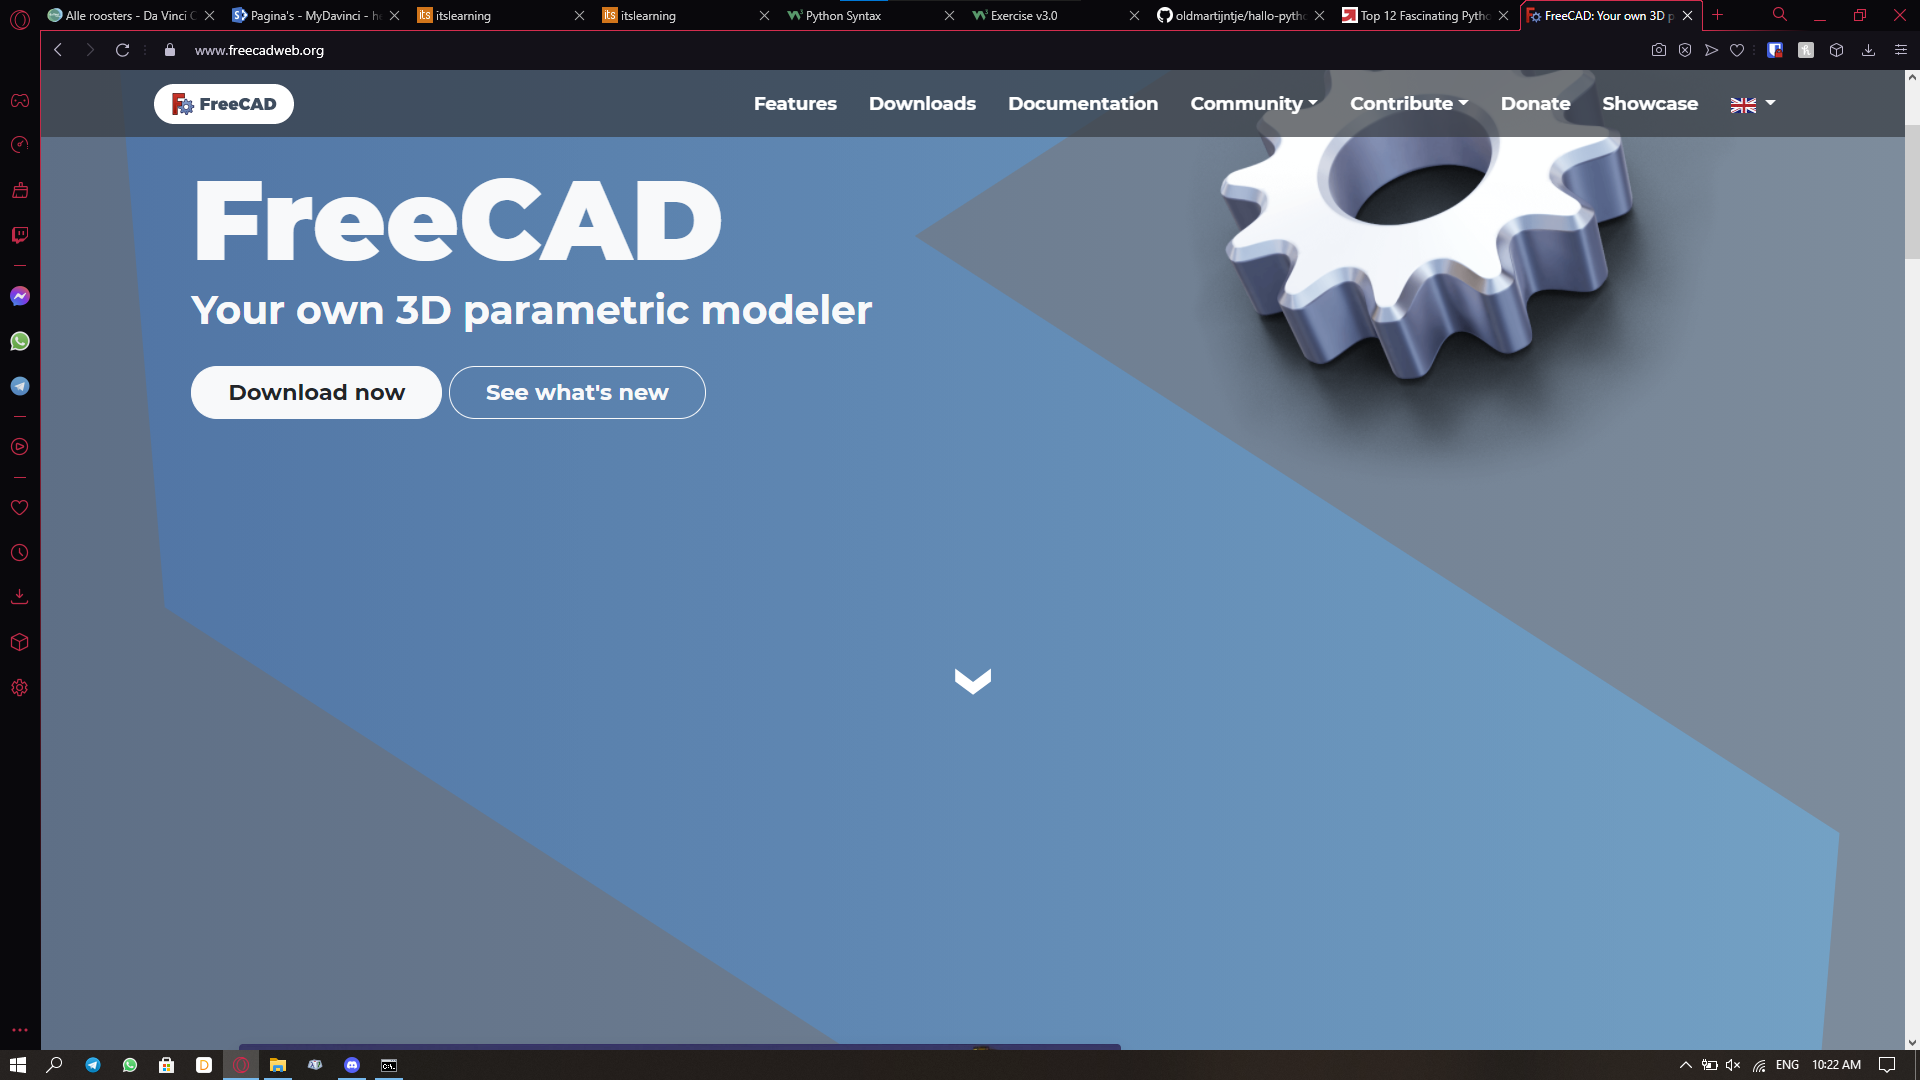 Alle roosters - Da Vinci C
Pagina's - MyDavinci - he
itslearning
itslearning
Python Syntax
Exercise v3.0
oldmartijntje/hallo-pytho
Top 12 Fascinating Pytho
FreeCAD: Your own 3D p
www.freecadweb.org
FreeCAD
Features
Downloads
Documentation
Community
Contribute
Donate
Showcase
FreeCAD
Your own 3D parametric modeler
Download now
See what's new
ENG
10:22 AM